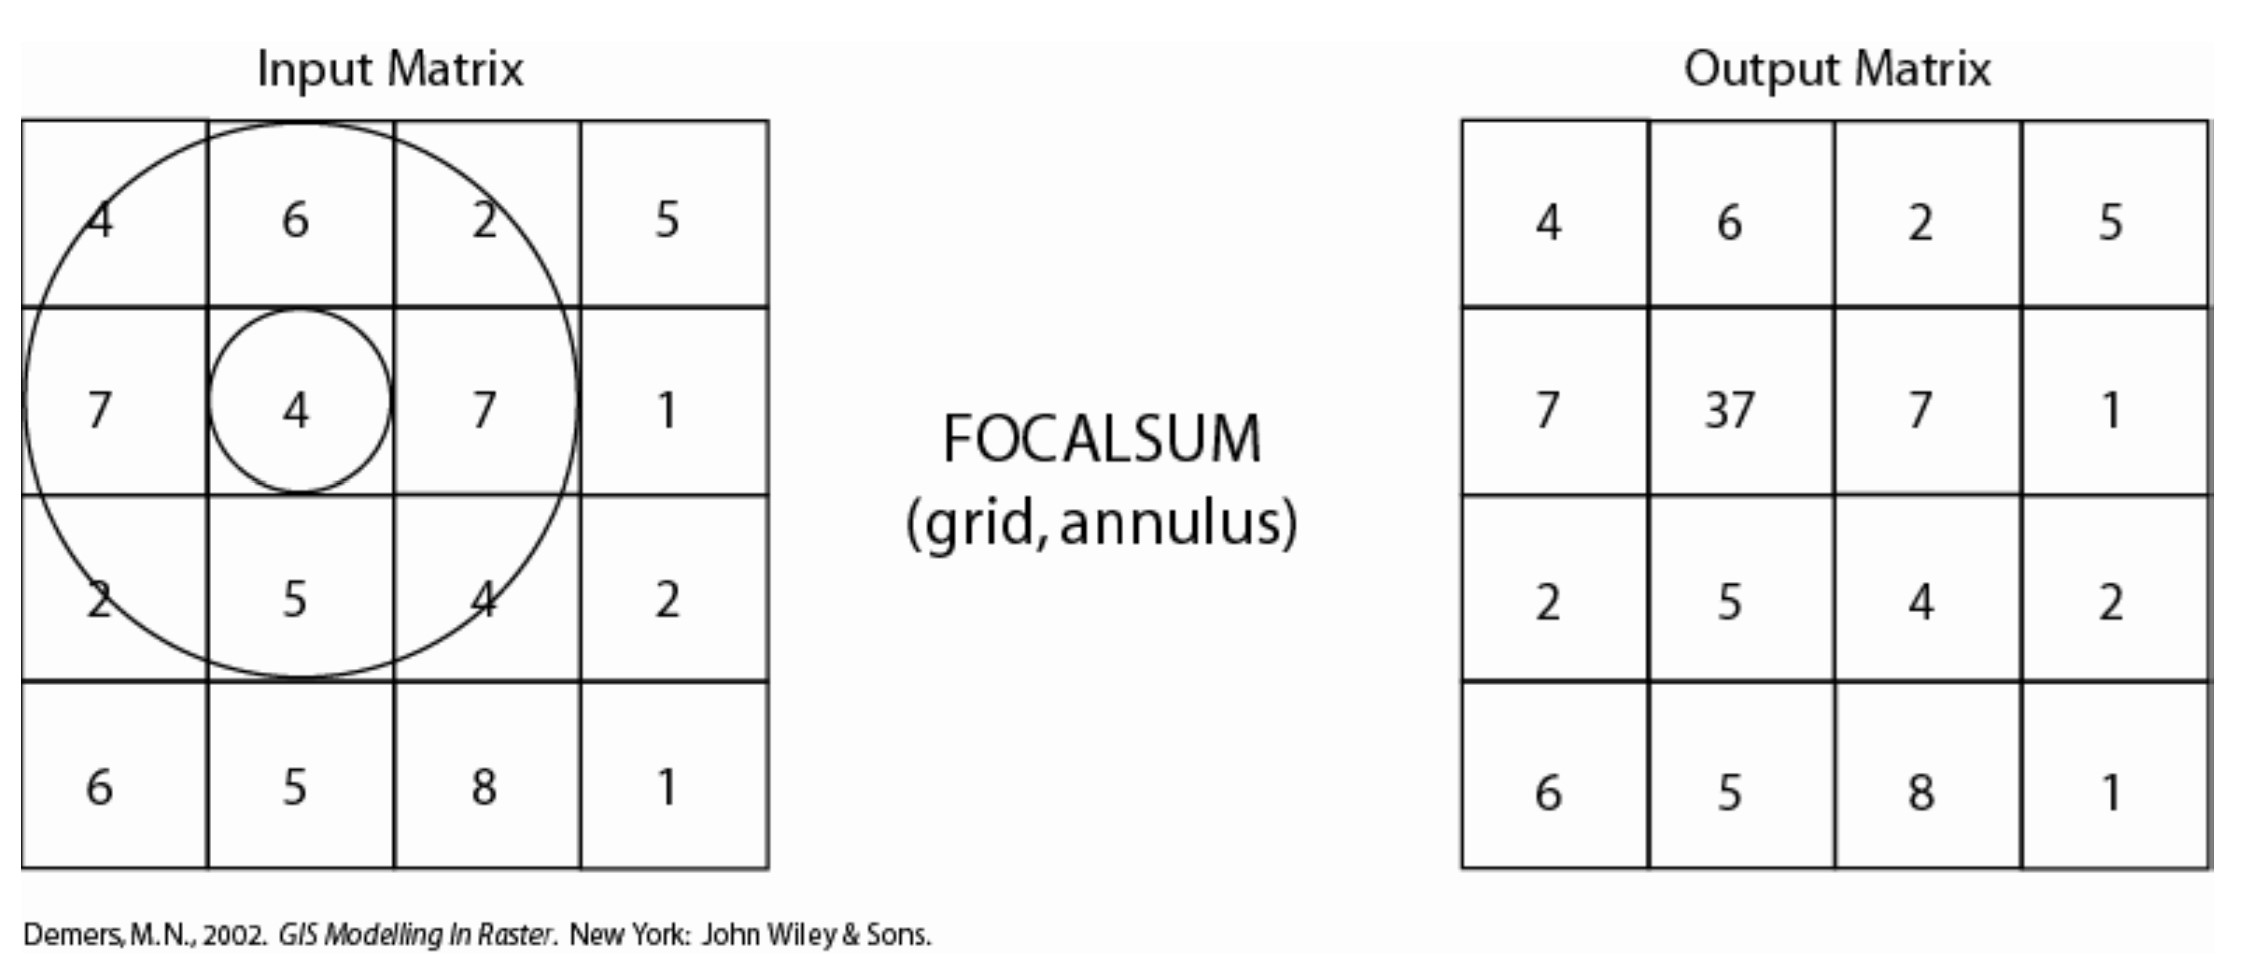 Input Matrix
Output Matrix
4 6 2 5
7 4 7 1
2 5 4 2
6 5 8 1
FOCALSUM
(grid, annulus)
4 6 2 5
7 37 7 1
2 5 4 2
6 5 8 1
Demers, M.N., 2002. GIS Modelling In Raster. New York: John Wiley & Sons.